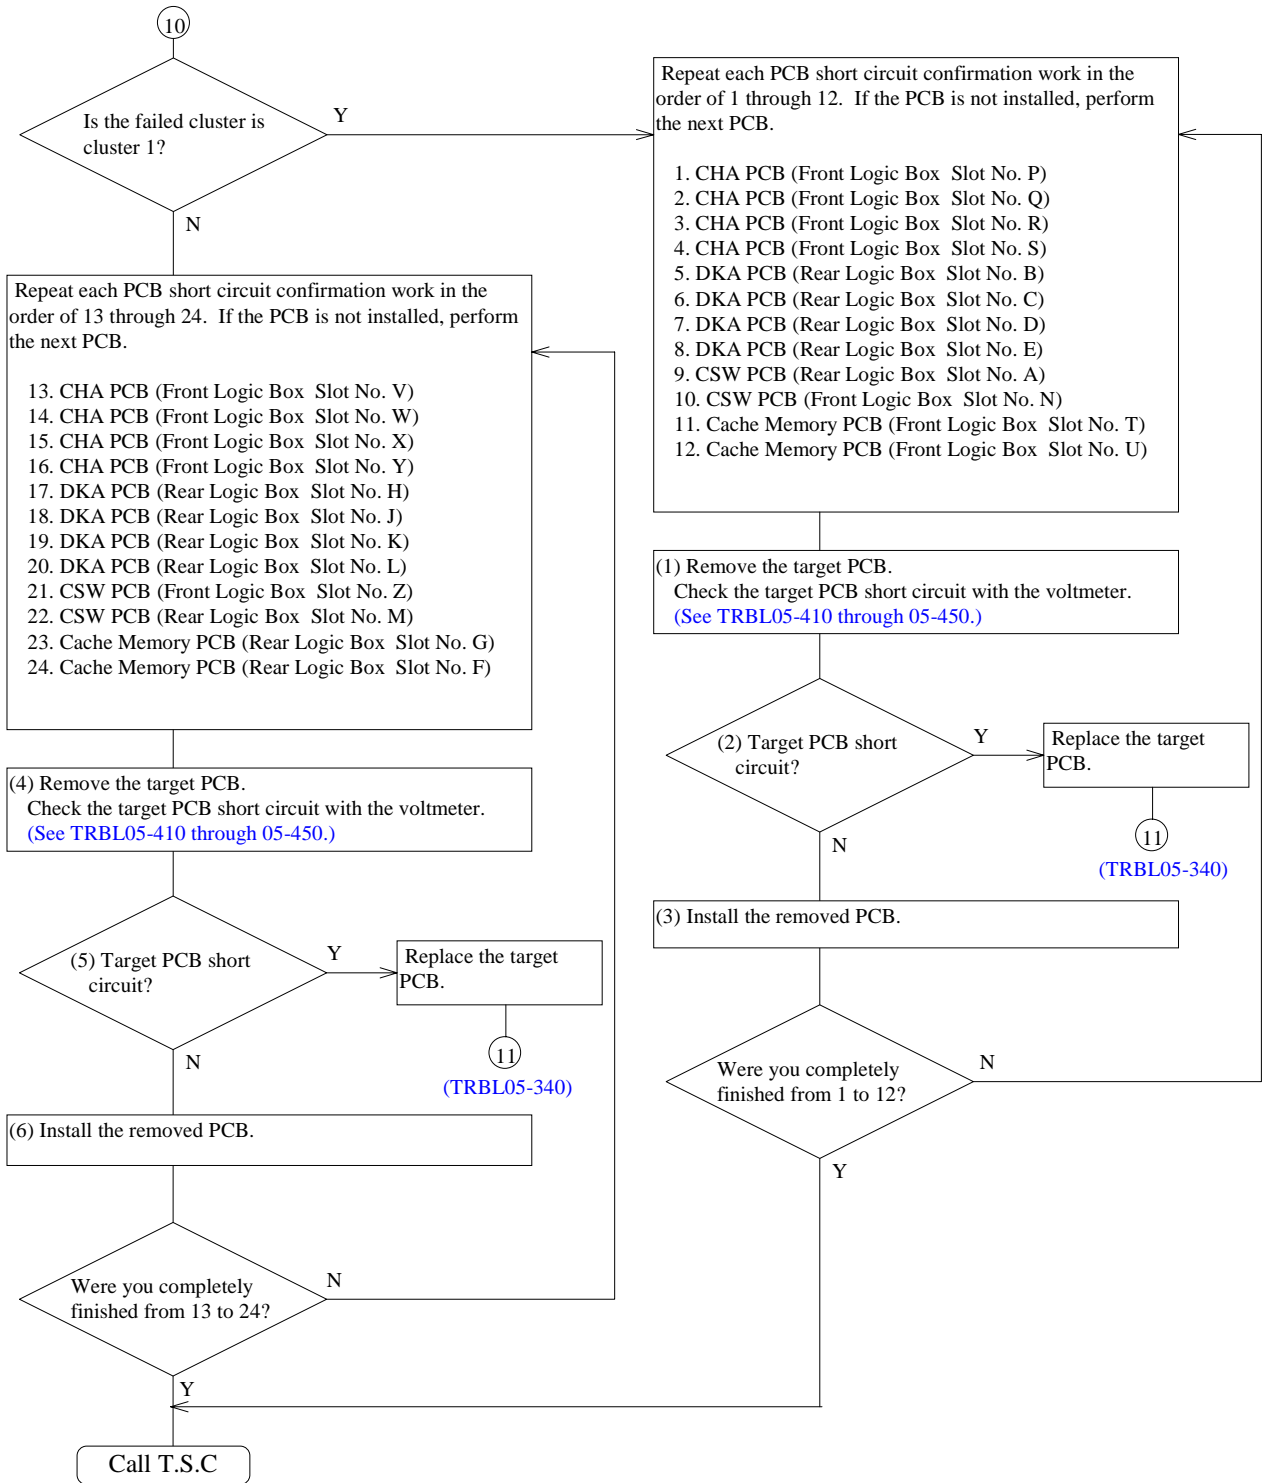 10
Is the failed cluster is
cluster 1?
Y
N
Repeat each PCB short circuit confirmation work in the
order of 1 through 12.  If the PCB is not installed, perform
the next PCB.
1. CHA PCB (Front Logic Box  Slot No. P)
2. CHA PCB (Front Logic Box  Slot No. Q)
3. CHA PCB (Front Logic Box  Slot No. R)
4. CHA PCB (Front Logic Box  Slot No. S)
5. DKA PCB (Rear Logic Box  Slot No. B)
6. DKA PCB (Rear Logic Box  Slot No. C)
7. DKA PCB (Rear Logic Box  Slot No. D)
8. DKA PCB (Rear Logic Box  Slot No. E)
9. CSW PCB (Rear Logic Box  Slot No. A)
10. CSW PCB (Front Logic Box  Slot No. N)
11. Cache Memory PCB (Front Logic Box  Slot No. T)
12. Cache Memory PCB (Front Logic Box  Slot No. U)
(1) Remove the target PCB.
Check the target PCB short circuit with the voltmeter.
(See TRBL05-410 through 05-450.)
(2) Target PCB short
circuit?
Y
Replace the target
PCB.
11
(TRBL05-340)
N
(3) Install the removed PCB.
Were you completely
finished from 1 to 12?
N
Y
Repeat each PCB short circuit confirmation work in the
order of 13 through 24.  If the PCB is not installed, perform
the next PCB.
13. CHA PCB (Front Logic Box  Slot No. V)
14. CHA PCB (Front Logic Box  Slot No. W)
15. CHA PCB (Front Logic Box  Slot No. X)
16. CHA PCB (Front Logic Box  Slot No. Y)
17. DKA PCB (Rear Logic Box  Slot No. H)
18. DKA PCB (Rear Logic Box  Slot No. J)
19. DKA PCB (Rear Logic Box  Slot No. K)
20. DKA PCB (Rear Logic Box  Slot No. L)
21. CSW PCB (Front Logic Box  Slot No. Z)
22. CSW PCB (Rear Logic Box  Slot No. M)
23. Cache Memory PCB (Rear Logic Box  Slot No. G)
24. Cache Memory PCB (Rear Logic Box  Slot No. F)
(4) Remove the target PCB.
Check the target PCB short circuit with the voltmeter.
(See TRBL05-410 through 05-450.)
(5) Target PCB short
circuit?
Y
Replace the target
PCB.
11
(TRBL05-340)
N
(6) Install the removed PCB.
Were you completely
finished from 13 to 24?
N
Y
Call T.S.C